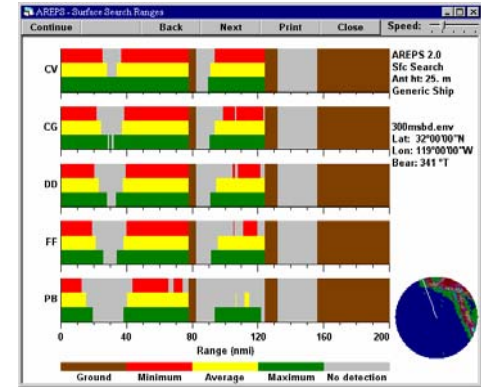 AREPS - Surface Search Ranges
Continue Back Next Print Close Speed:
AREPS 2.0
Sfc Search
Ant ht: 25. m
Generic Ship
300msbd.env
Lat: 32°00'00"N
Lon: 119°00'00"W
Bear: 341 °T
CV
CG
DD
FF
PB
0 40 80 120 160 200
Range (nmi)
Ground Minimum Average Maximum No detection